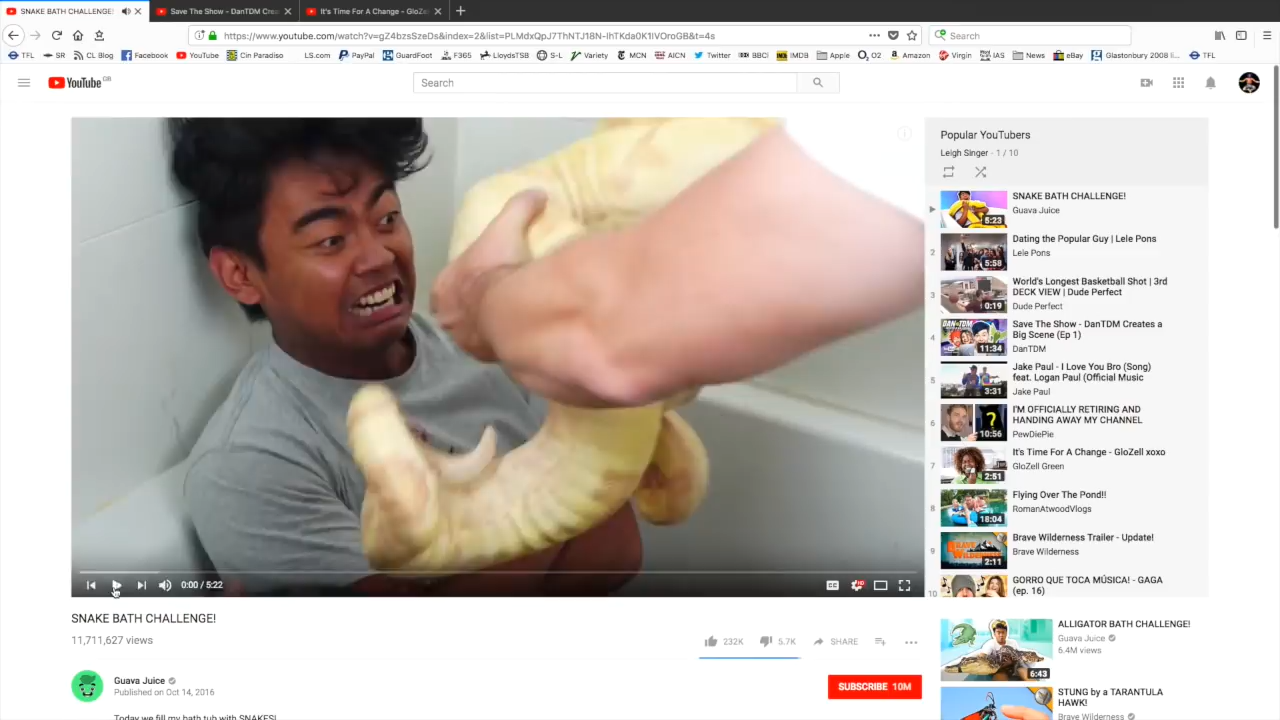 SNAKE BATH CHALLENGE!
Save The Show - DanTDM Crea
It's Time For A Change - GloZe
https://www.youtube.com/watch?v=gZ4bzsSzeDs&index=2&list=PLMdxQpJ7ThNTJ18N-IhTKda0K1IVOroGB&t=4s
Search
TFL
SR
CL Blog
Facebook
YouTube
Cin Paradiso
LS.com
PayPal
GuardFoot
F365
LloydsTSB
S-L
Variety
MCN
AICN
Twitter
BBCi
IMDB
Apple
O2
Amazon
Virgin
IAS
News
eBay
Glastonbury 2008 li...
TFL
YouTube GB
Search
Popular YouTubers
Leigh Singer - 1 / 10
SNAKE BATH CHALLENGE!
Guava Juice
5:23
2
Dating the Popular Guy | Lele Pons
Lele Pons
5:58
3
World's Longest Basketball Shot | 3rd
DECK VIEW | Dude Perfect
Dude Perfect
0:19
4
Save The Show - DanTDM Creates a
Big Scene (Ep 1)
DanTDM
DAN TDM
11:34
5
Jake Paul - I Love You Bro (Song)
feat. Logan Paul (Official Music
Jake Paul
3:31
6
I'M OFFICIALLY RETIRING AND
HANDING AWAY MY CHANNEL
PewDiePie
?
10:56
7
It's Time For A Change - GloZell xoxo
GloZell Green
2:51
8
Flying Over The Pond!!
RomanAtwoodVlogs
18:04
9
Brave Wilderness Trailer - Update!
Brave Wilderness
BRAVE WILDERNESS
2:11
10
GORRO QUE TOCA MÚSICA! - GAGA
(ep. 16)
0:00 / 5:22
CC
HD
SNAKE BATH CHALLENGE!
11,711,627 views
232K
5.7K
SHARE
Guava Juice
Published on Oct 14, 2016
SUBSCRIBE 10M
Today we fill my bath tub with SNAKES!
ALLIGATOR BATH CHALLENGE!
Guava Juice
6.4M views
6:43
STUNG by a TARANTULA
HAWK!
Brave Wilderness